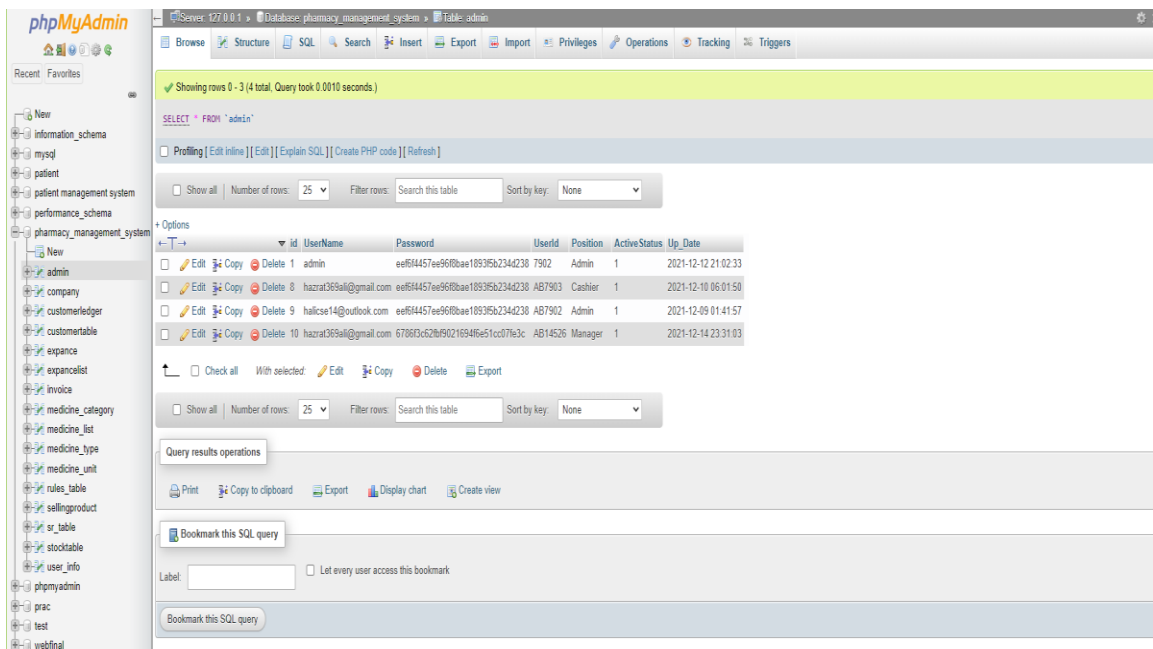 phpMyAdmin
Recent Favorites
New
information_schema
mysql
patient
patient management system
performance_schema
pharmacy_management_system
New
admin
company
customerledger
customertable
expance
expancelist
invoice
medicine_category
medicine_list
medicine_type
medicine_unit
rules_table
sellingproduct
sr_table
stocktable
user_info
phpmyadmin
prac
test
webfinal
Server: 127.0.0.1 » Database: pharmacy_management_system » Table: admin
Browse Structure SQL Search Insert Export Import Privileges Operations Tracking Triggers
Showing rows 0 - 3 (4 total, Query took 0.0010 seconds.)
SELECT * FROM `admin`
Profiling [ Edit inline ] [ Edit ] [ Explain SQL ] [ Create PHP code ] [ Refresh ]
Show all | Number of rows: 25 Filter rows: Search this table Sort by key: None
+ Options
←T→ ▼ id UserName Password UserId Position ActiveStatus Up_Date
Edit Copy Delete 1 admin eef6f4457ee96f8bae1893f5b234d238 7902 Admin 1 2021-12-12 21:02:33
Edit Copy Delete 8 hazrat369ali@gmail.com eef6f4457ee96f8bae1893f5b234d238 AB7903 Cashier 1 2021-12-10 06:01:50
Edit Copy Delete 9 halicse14@outlook.com eef6f4457ee96f8bae1893f5b234d238 AB7902 Admin 1 2021-12-09 01:41:57
Edit Copy Delete 10 hazrat369ali@gmail.com 6786f3c62fbf9021694f6e51cc07fe3c AB14526 Manager 1 2021-12-14 23:31:03
Check all With selected: Edit Copy Delete Export
Show all | Number of rows: 25 Filter rows: Search this table Sort by key: None
Query results operations
Print Copy to clipboard Export Display chart Create view
Bookmark this SQL query
Label: Let every user access this bookmark
Bookmark this SQL query